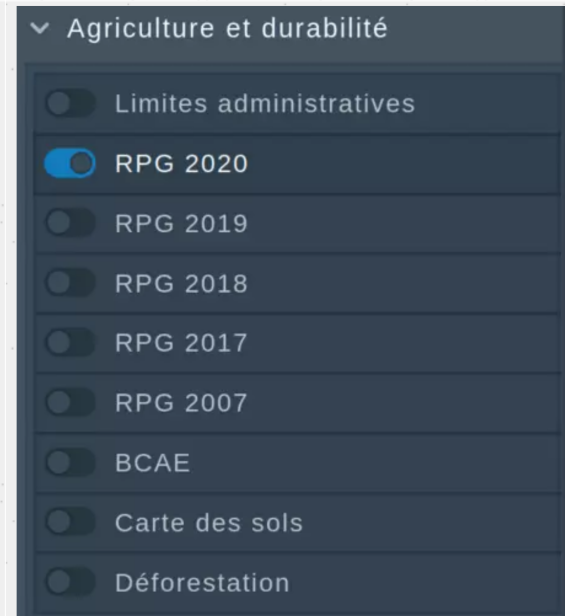 Agriculture et durabilité
Limites administratives
RPG 2020
RPG 2019
RPG 2018
RPG 2017
RPG 2007
BCAE
Carte des sols
Déforestation